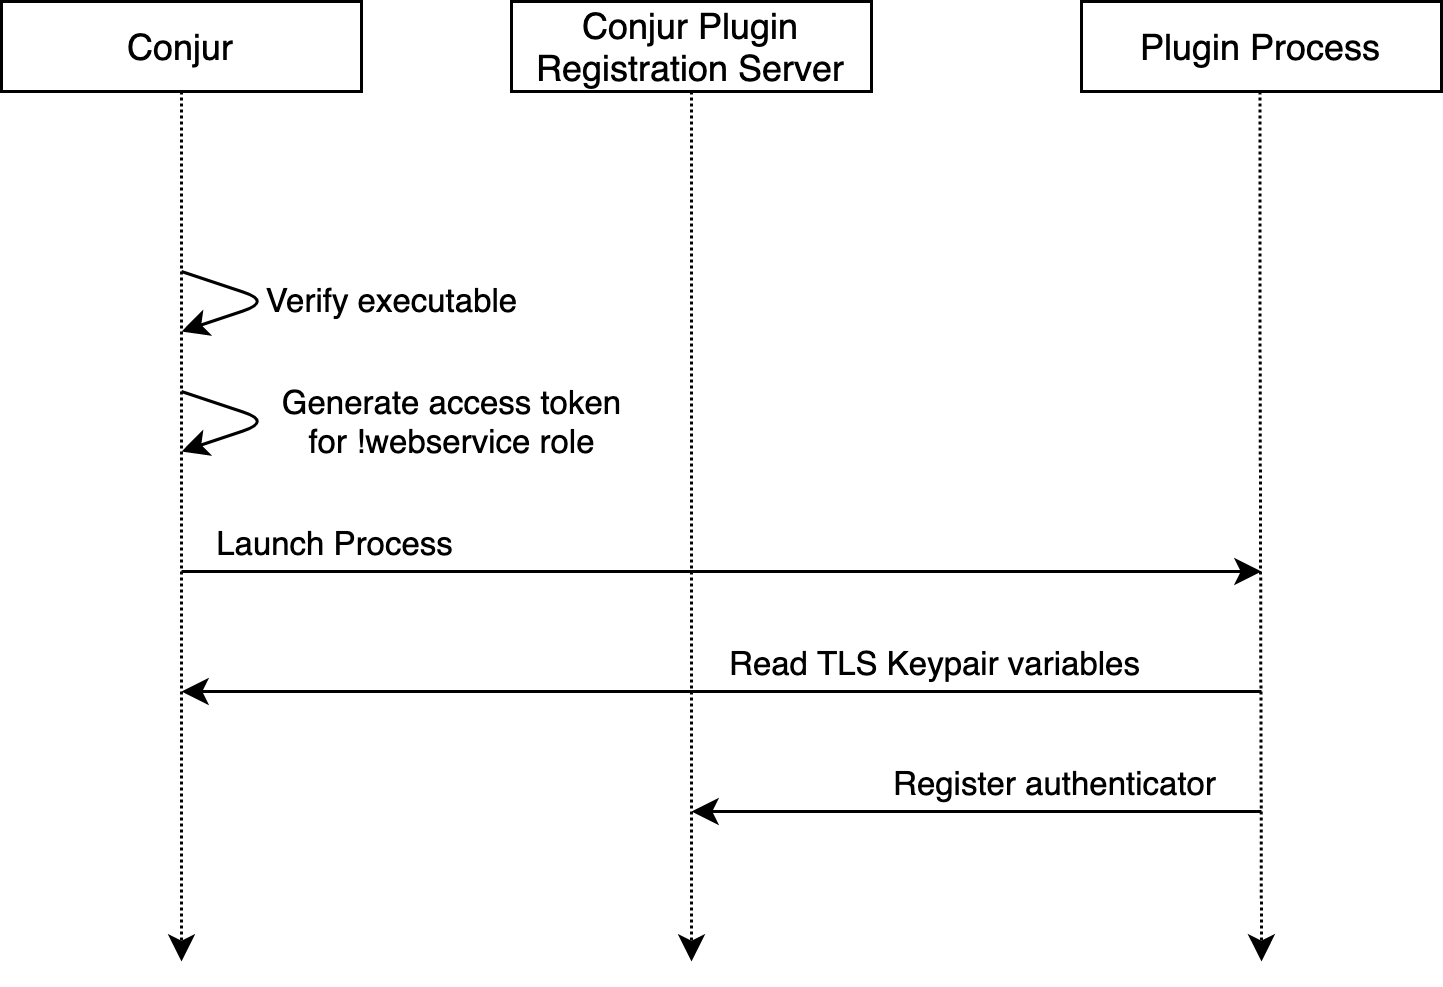 Conjur
Conjur Plugin
Registration Server
Plugin Process
Verify executable
Generate access token
for !webservice role
Launch Process
Read TLS Keypair variables
Register authenticator